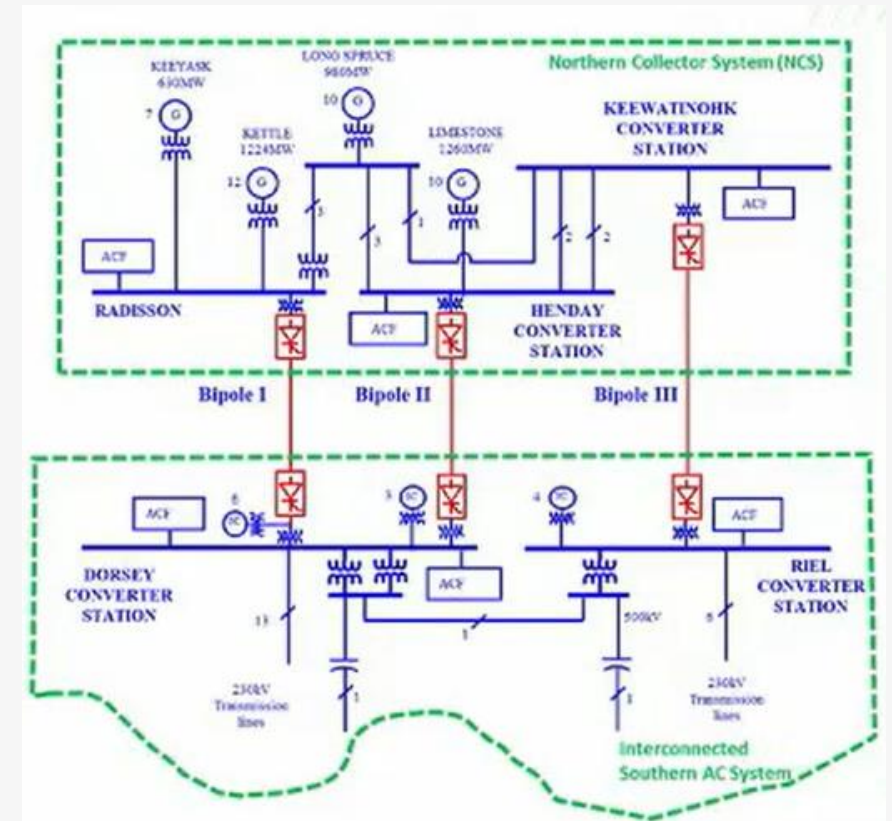 Northern Collector System (NCS)
KEEYASK
630MW
7
G
KETTLE
1224MW
12
G
LONG SPRUCE
980MW
10
G
LIMESTONE
1260MW
10
G
KEEWATINOHK
CONVERTER
STATION
ACF
ACF
3
3
1
2
2
RADISSON
ACF
HENDAY
CONVERTER
STATION
Bipole I
Bipole II
Bipole III
ACF
6
SC
3
SC
4
SC
ACF
DORSEY
CONVERTER
STATION
ACF
RIEL
CONVERTER
STATION
13
1
500kV
6
230kV
Transmission
lines
1
1
230kV
Transmission
lines
Interconnected
Southern AC System